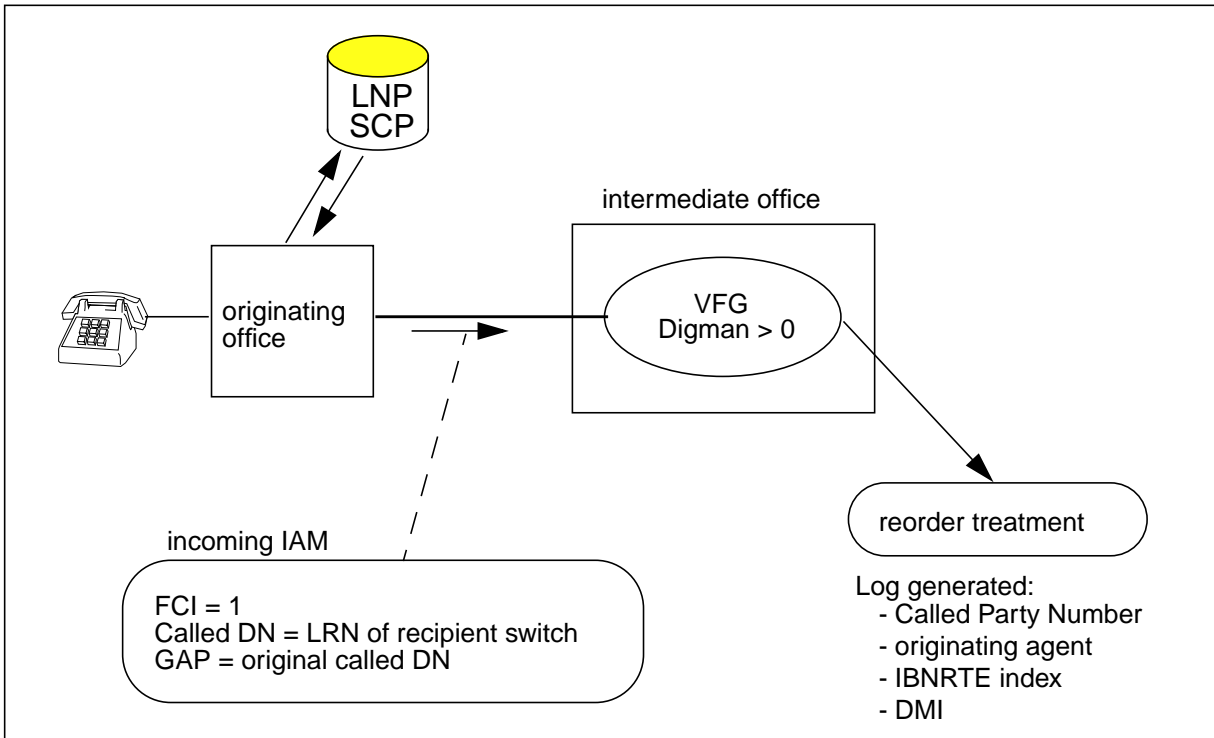 LNP
SCP
intermediate office
originating
office
VFG
Digman > 0
reorder treatment
incoming IAM
FCI = 1
Called DN = LRN of recipient switch
GAP = original called DN
Log generated:
- Called Party Number
- originating agent
- IBNRTE index
- DMI